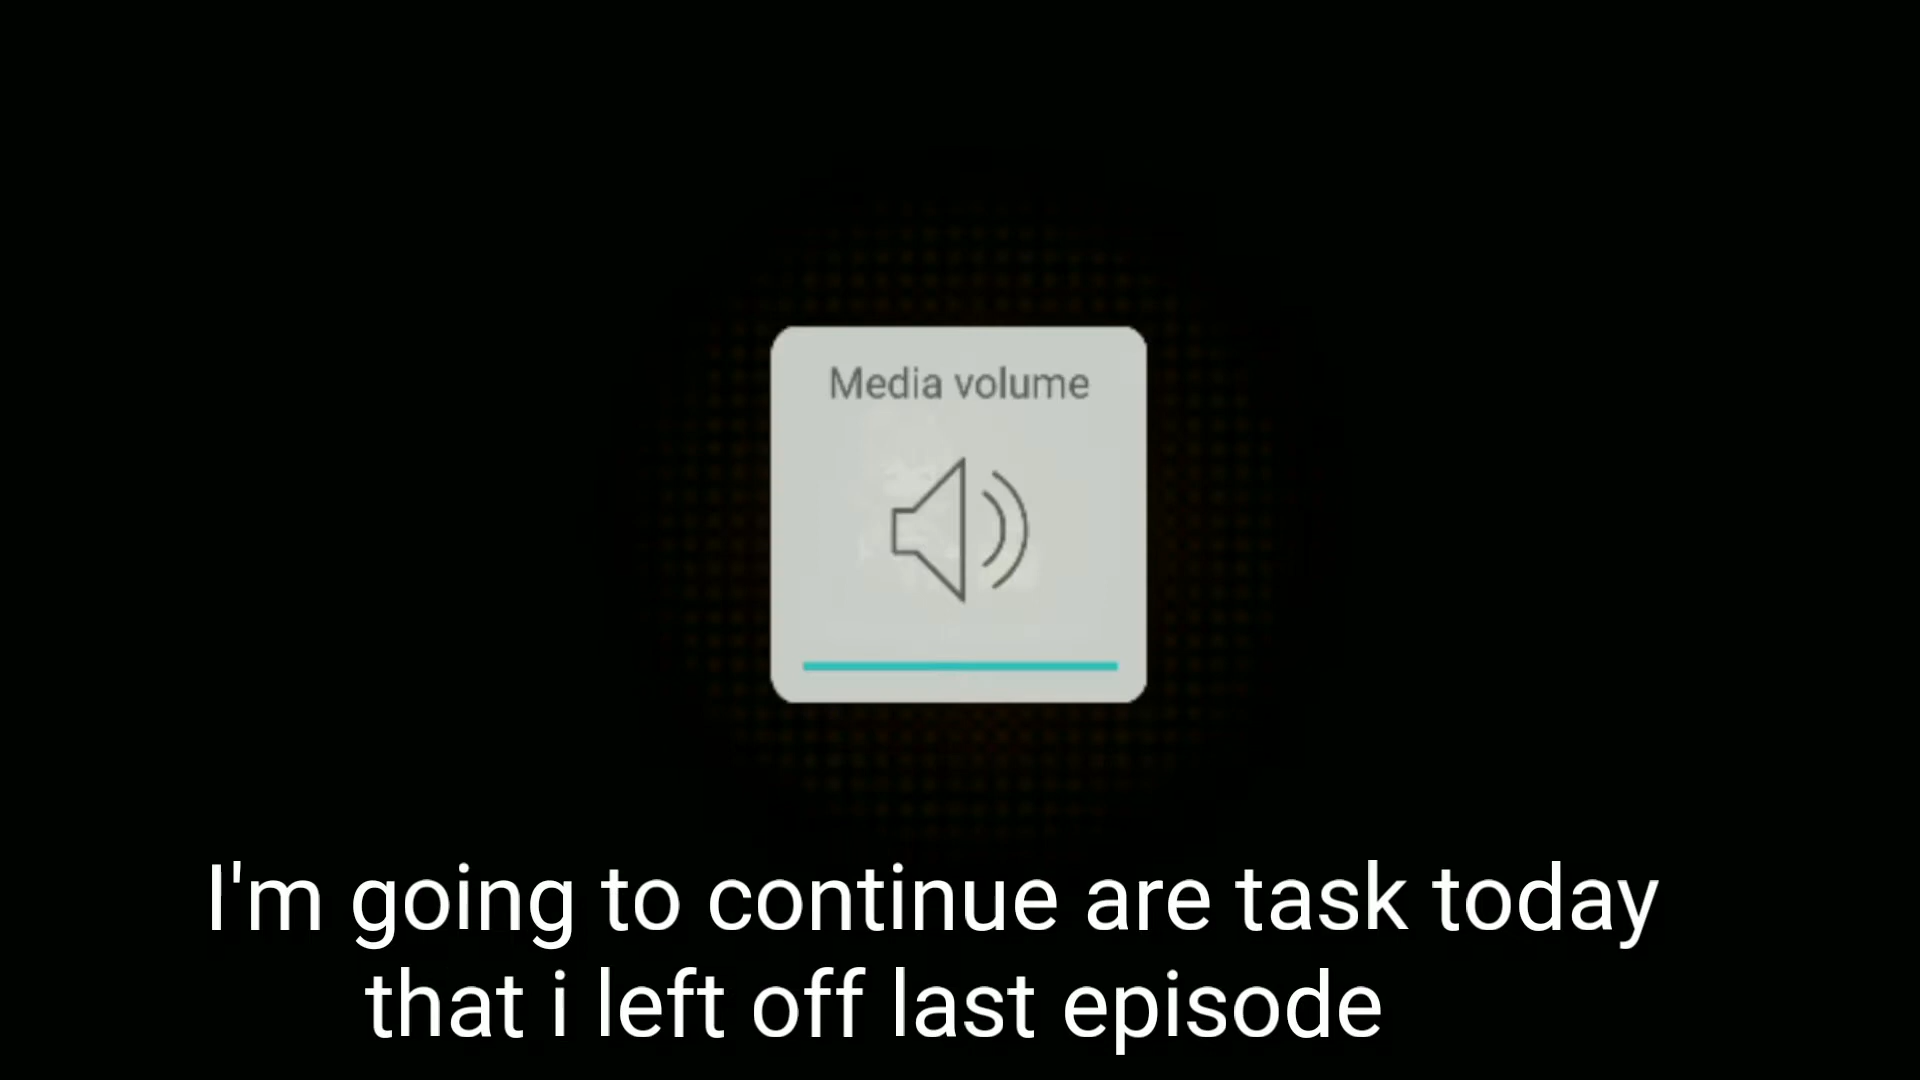 Media volume
I'm going to continue are task today
that i left off last episode